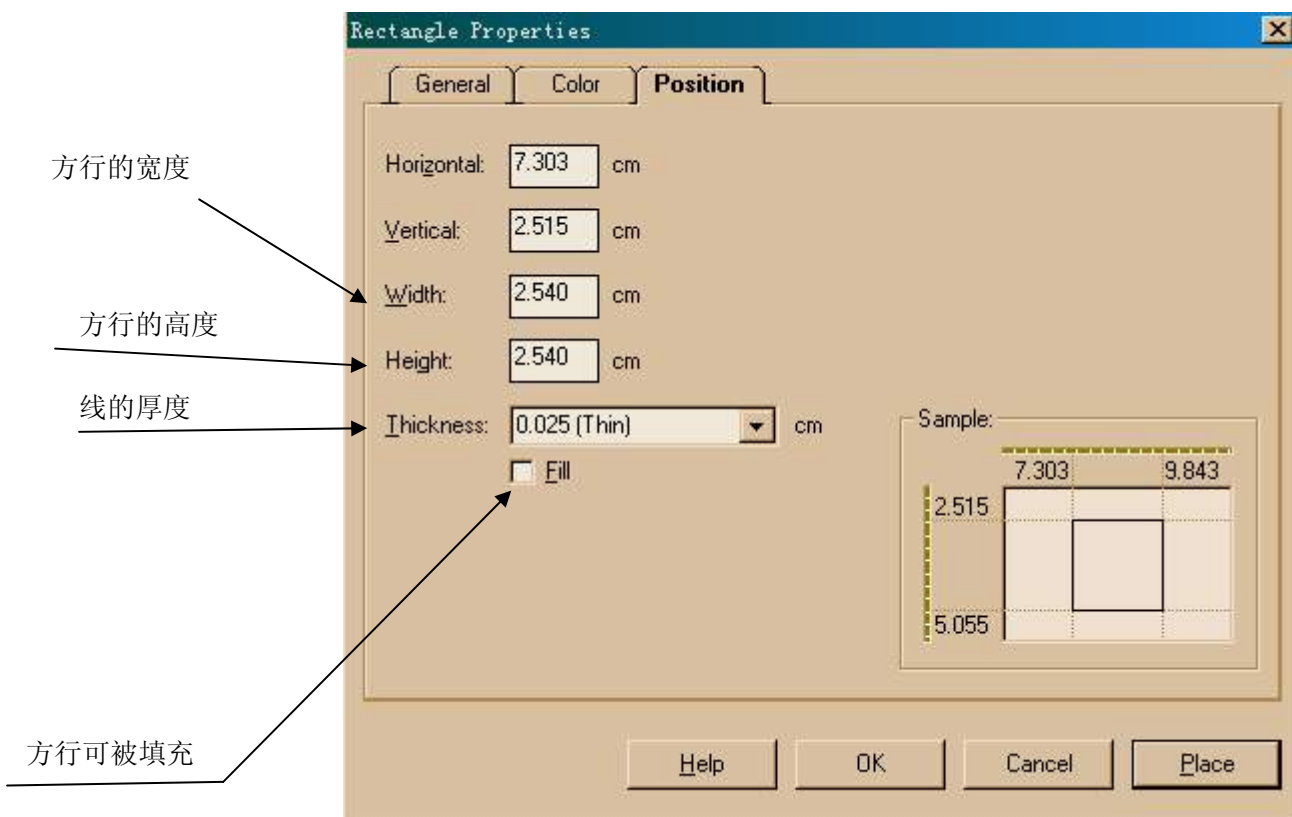 Rectangle Properties
General Color Position
方行的宽度
Horizontal: 7.303 cm
Vertical: 2.515 cm
Width: 2.540 cm
方行的高度
Height: 2.540 cm
线的厚度
Thickness: 0.025 (Thin) cm
Fill
Sample:
7.303 9.843
2.515
5.055
方行可被填充
Help OK Cancel Place